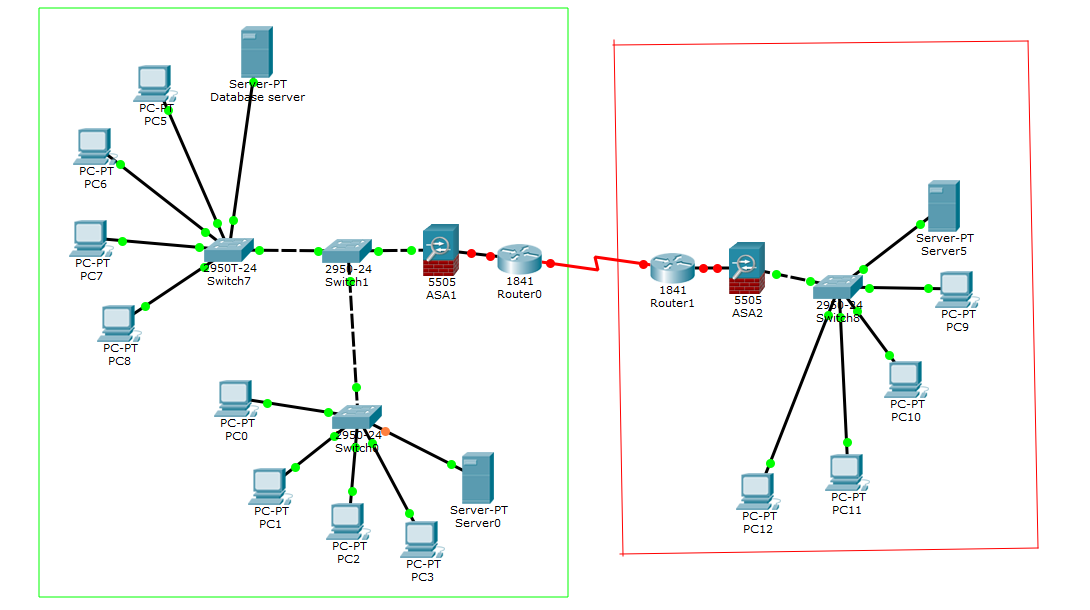 Server-PT
Database server
PC-PT
PC5
PC-PT
PC6
PC-PT
PC7
PC-PT
PC8
2950T-24
Switch7
2950-24
Switch1
5505
ASA1
1841
Router0
PC-PT
PC0
2950-24
Switch0
PC-PT
PC1
PC-PT
PC2
PC-PT
PC3
Server-PT
Server0
1841
Router1
5505
ASA2
2950-24
Switch8
Server-PT
Server5
PC-PT
PC9
PC-PT
PC10
PC-PT
PC11
PC-PT
PC12